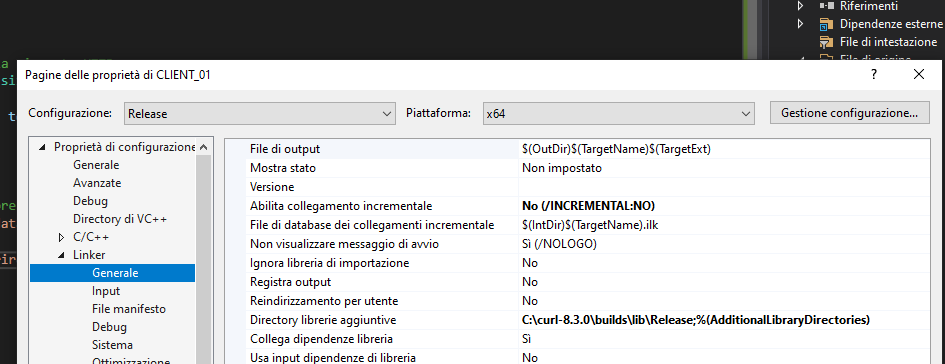 Riferimenti
Dipendenze esterne
File di intestazione
File di origine
Pagine delle proprietà di CLIENT_01
?
Configurazione:
Release
Piattaforma:
x64
Gestione configurazione...
Proprietà di configurazione
Generale
Avanzate
Debug
Directory di VC++
C/C++
Linker
Generale
Input
File manifesto
Debug
Sistema
Ottimizzazione
File di output $(OutDir)$(TargetName)$(TargetExt)
Mostra stato Non impostato
Versione
Abilita collegamento incrementale No (/INCREMENTAL:NO)
File di database dei collegamenti incrementale $(IntDir)$(TargetName).ilk
Non visualizzare messaggio di avvio Sì (/NOLOGO)
Ignora libreria di importazione No
Registra output No
Reindirizzamento per utente No
Directory librerie aggiuntive C:\curl-8.3.0\builds\lib\Release;%(AdditionalLibraryDirectories)
Collega dipendenze libreria Sì
Usa input dipendenze di libreria No